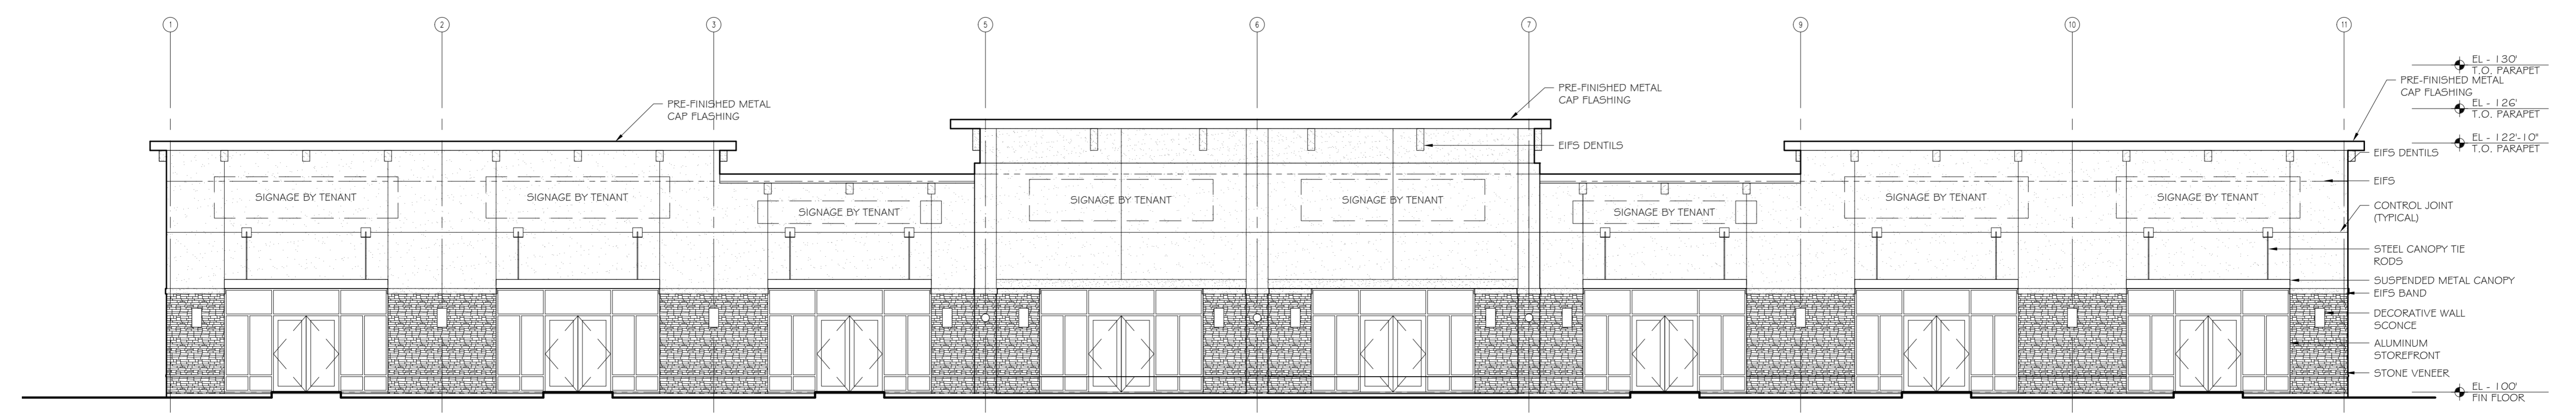 1 2 3 5 6 7 9 10 11
EL - 130'
T.O. PARAPET
PRE-FINISHED METAL
CAP FLASHING
EL - 126'
T.O. PARAPET
EL - 122'-10"
T.O. PARAPET
PRE-FINISHED METAL
CAP FLASHING
PRE-FINISHED METAL
CAP FLASHING
EIFS DENTILS
EIFS DENTILS
EIFS
SIGNAGE BY TENANT
SIGNAGE BY TENANT
SIGNAGE BY TENANT
SIGNAGE BY TENANT
SIGNAGE BY TENANT
SIGNAGE BY TENANT
SIGNAGE BY TENANT
SIGNAGE BY TENANT
CONTROL JOINT
(TYPICAL)
STEEL CANOPY TIE
RODS
SUSPENDED METAL CANOPY
EIFS BAND
DECORATIVE WALL
SCONCE
ALUMINUM
STOREFRONT
STONE VENEER
EL - 100'
FIN FLOOR